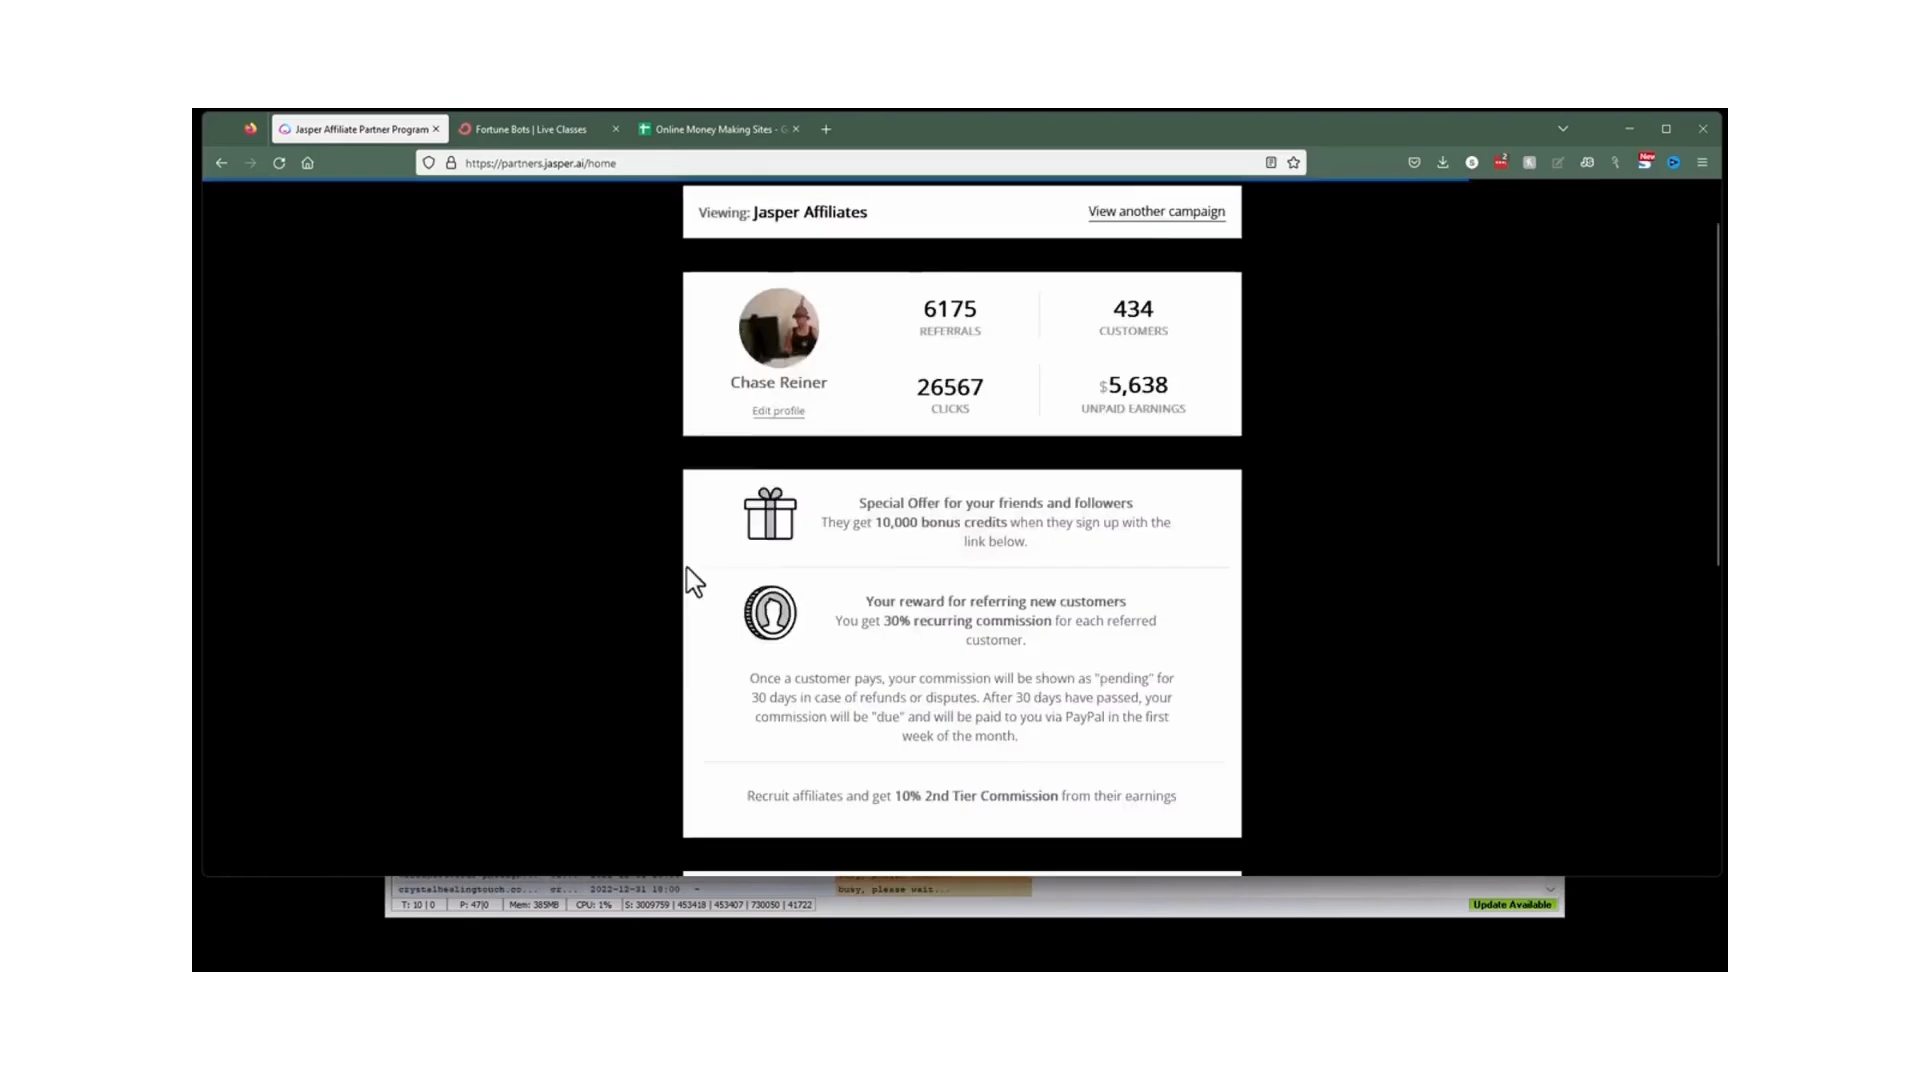 Jasper Affiliate Partner Program
Fortune Bots | Live Classes
Online Money Making Sites - G
https://partners.jasper.ai/home
2
New
Viewing: Jasper Affiliates
View another campaign
6175
REFERRALS
434
CUSTOMERS
Chase Reiner
Edit profile
26567
CLICKS
$5,638
UNPAID EARNINGS
Special Offer for your friends and followers
They get 10,000 bonus credits when they sign up with the
link below.
Your reward for referring new customers
You get 30% recurring commission for each referred
customer.
Once a customer pays, your commission will be shown as "pending" for
30 days in case of refunds or disputes. After 30 days have passed, your
commission will be "due" and will be paid to you via PayPal in the first
week of the month.
Recruit affiliates and get 10% 2nd Tier Commission from their earnings
crystalhealingtouch.co... gr... 2022-12-31 18:00 - busy, please wait...
T: 10|0 P: 47|0 Mem: 385MB CPU: 1% S: 3009759 | 453418 | 453407 | 730050 | 41722
Update Available